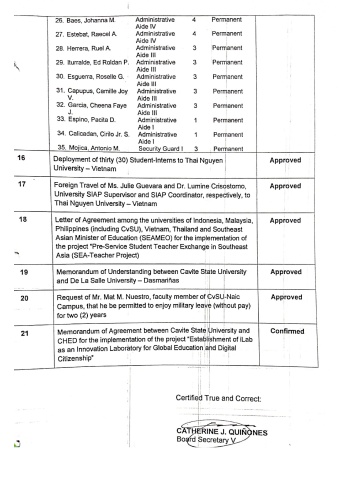 26. Baes, Johanna M. Administrative 4 Permanent
Aide IV
27. Estebat, Raecel A. Administrative 4 Permanent
Aide IV
28. Herrera, Ruel A. Administrative 3 Permanent
Aide III
29. Iturralde, Ed Roldan P. Administrative 3 Permanent
Aide III
30. Esguerra, Roselle G. Administrative 3 Permanent
Aide III
31. Capupus, Camille Joy Administrative 3 Permanent
V. Aide III
32. Garcia, Cheena Faye Administrative 3 Permanent
J. Aide III
33. Espino, Pacita D. Administrative 1 Permanent
Aide I
34. Calicadan, Cirilo Jr. S. Administrative 1 Permanent
Aide I
35. Mojica, Antonio M. Security Guard I 3 Permanent
16 Deployment of thirty (30) Student-Interns to Thai Nguyen Approved
University – Vietnam
17 Foreign Travel of Ms. Julie Guevara and Dr. Lumine Crisostomo, Approved
University SIAP Supervisor and SIAP Coordinator, respectively, to
Thai Nguyen University – Vietnam
18 Letter of Agreement among the universities of Indonesia, Malaysia, Approved
Philippines (including CvSU), Vietnam, Thailand and Southeast
Asian Minister of Education (SEAMEO) for the implementation of
the project "Pre-Service Student Teacher Exchange in Southeast
Asia (SEA-Teacher Project)
19 Memorandum of Understanding between Cavite State University Approved
and De La Salle University – Dasmariñas
20 Request of Mr. Mat M. Nuestro, faculty member of CvSU-Naic Approved
Campus, that he be permitted to enjoy military leave (without pay)
for two (2) years
21 Memorandum of Agreement between Cavite State University and Confirmed
CHED for the implementation of the project "Establishment of iLab
as an Innovation Laboratory for Global Education and Digital
Citizenship"
Certified True and Correct:
CATHERINE J. QUIÑONES
Board Secretary V